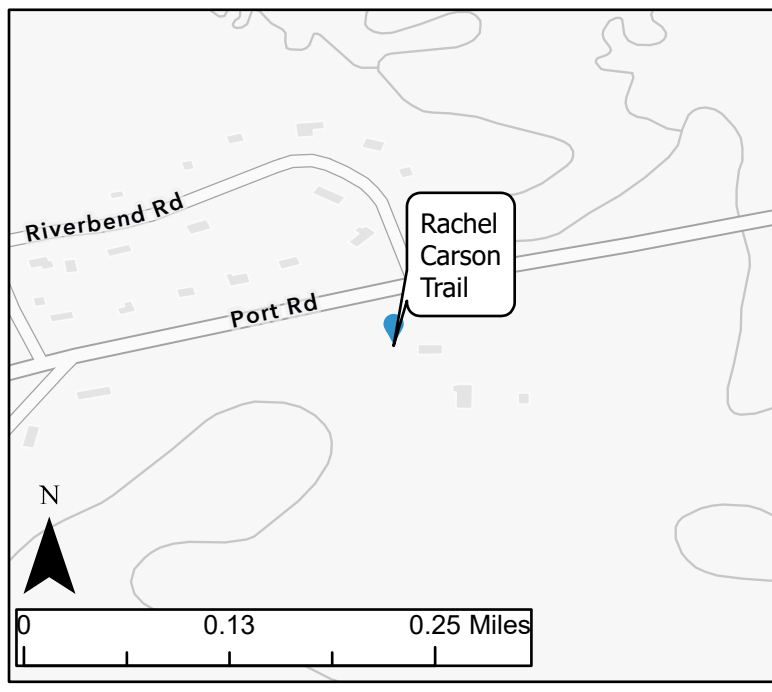 Riverbend Rd
Rachel
Carson
Trail
Port Rd
N
0 0.13 0.25 Miles